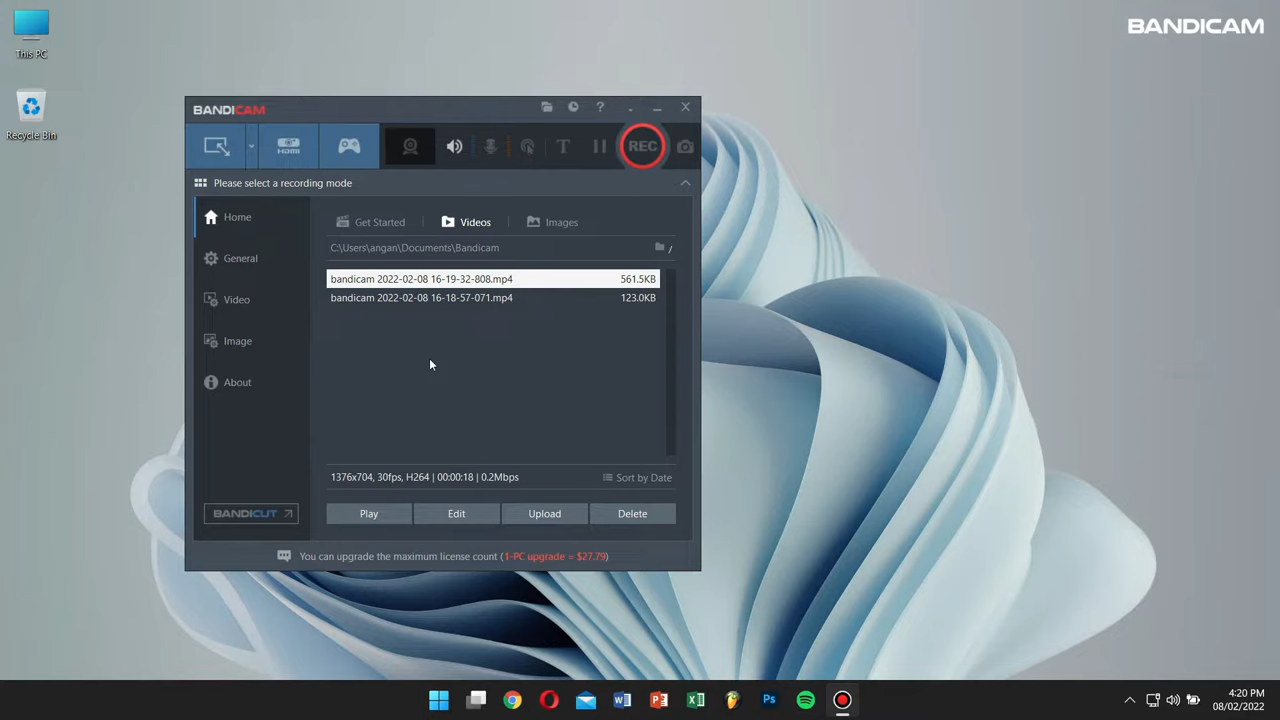 BANDICAM
This PC
Recycle Bin
BANDICAM
?
HDMI
T
REC
Please select a recording mode
Home
General
Video
Image
About
BANDICUT
Get Started
Videos
Images
C:\Users\angan\Documents\Bandicam
/
bandicam 2022-02-08 16-19-32-808.mp4 561.5KB
bandicam 2022-02-08 16-18-57-071.mp4 123.0KB
1376x704, 30fps, H264 | 00:00:18 | 0.2Mbps
Sort by Date
Play
Edit
Upload
Delete
You can upgrade the maximum license count (1-PC upgrade = $27.79)
Ps
4:20 PM
08/02/2022